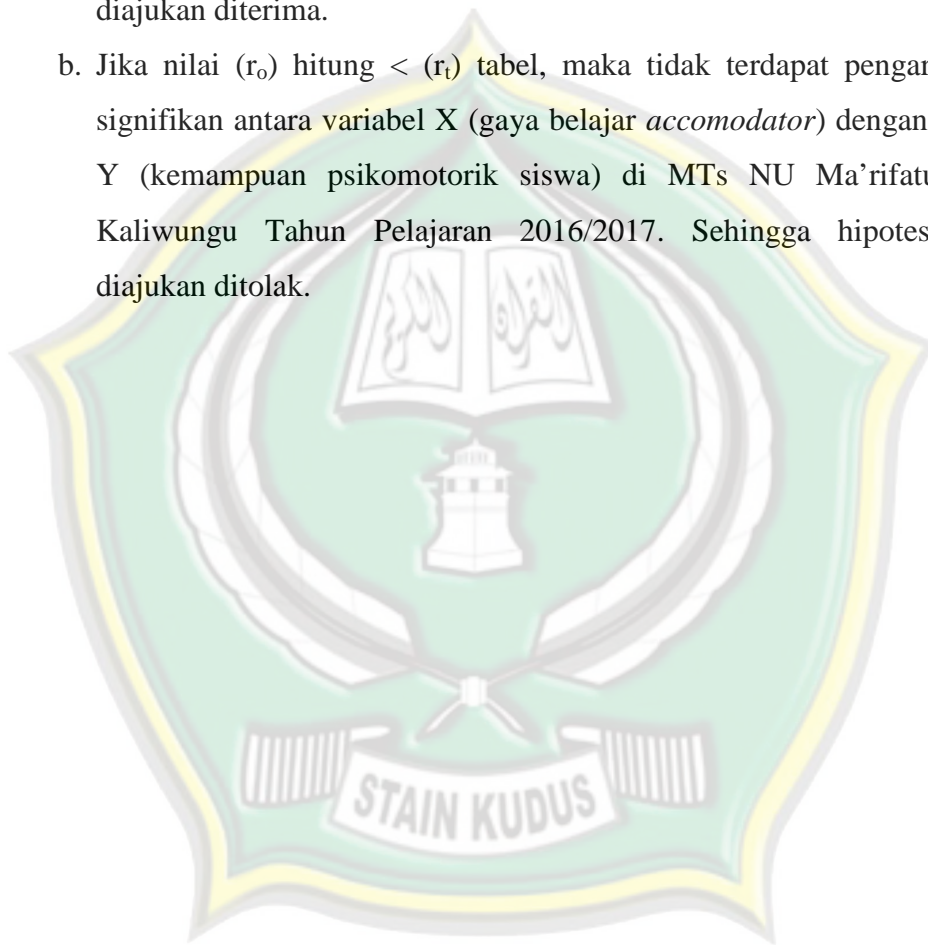 diajukan diterima.
b. Jika nilai (rₒ) hitung < (rₜ) tabel, maka tidak terdapat pengar
signifikan antara variabel X (gaya belajar accomodator) dengan
Y (kemampuan psikomotorik siswa) di MTs NU Ma’rifatu
Kaliwungu Tahun Pelajaran 2016/2017. Sehingga hipotes
diajukan ditolak.
STAIN KUDUS